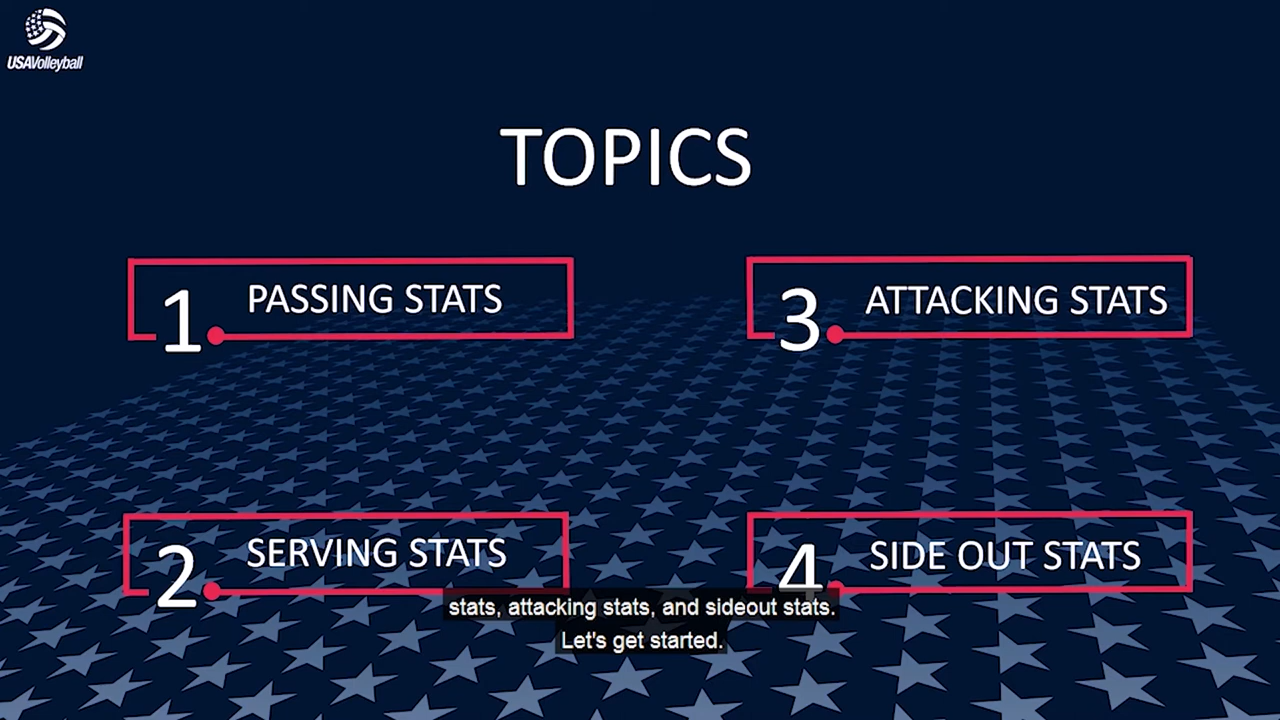 USAVolleyball
TOPICS
1 PASSING STATS
2 SERVING STATS
3 ATTACKING STATS
4 SIDE OUT STATS
stats, attacking stats, and sideout stats.
Let's get started.